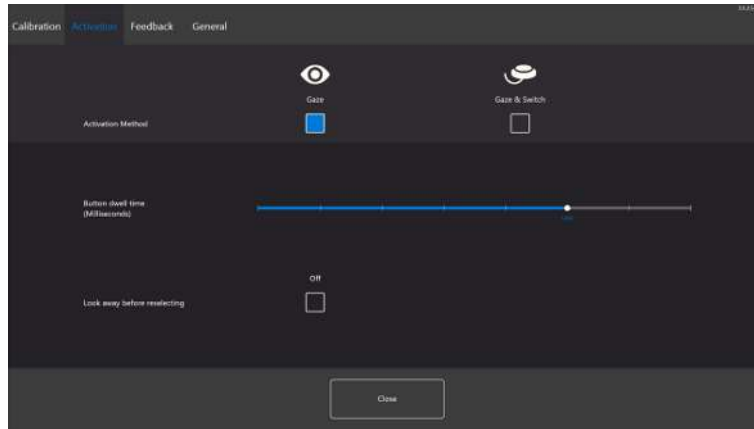 Calibration Activation Feedback General
Gaze Gaze & Switch
Activation Method
Button dwell time
(Milliseconds)
Off
Look away before reselecting
Close